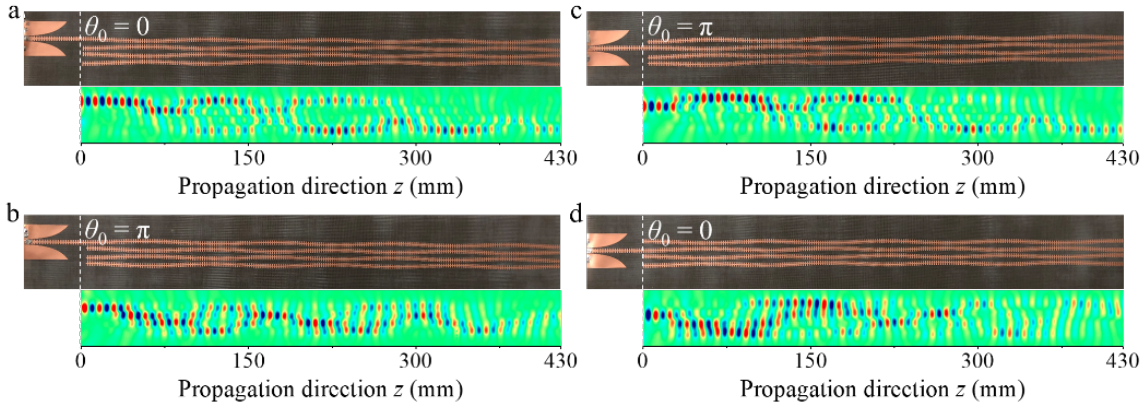 a
θ₀ = 0
0 150 300 430
Propagation direction z (mm)
b
θ₀ = π
0 150 300 430
Propagation direction z (mm)
c
θ₀ = π
0 150 300 430
Propagation direction z (mm)
d
θ₀ = 0
0 150 300 430
Propagation direction z (mm)